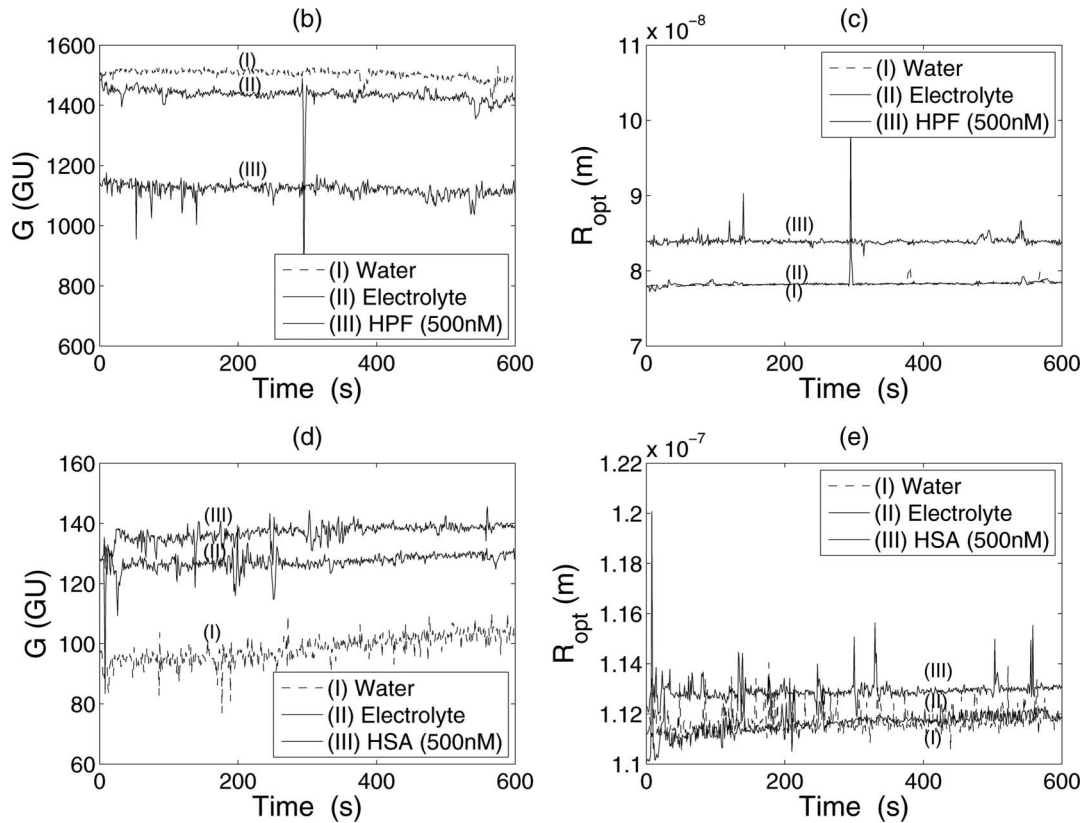 (b)
1600
1400
1200
1000
800
600
G (GU)
(I)
(II)
(III)
(I) Water
(II) Electrolyte
(III) HPF (500nM)
0
200
400
600
Time (s)
(c)
x 10⁻⁸
11
10
9
8
7
R_opt (m)
(I) Water
(II) Electrolyte
(III) HPF (500nM)
(III)
(II)
(I)
0
200
400
600
Time (s)
(d)
160
140
120
100
80
60
G (GU)
(III)
(II)
(I)
(I) Water
(II) Electrolyte
(III) HSA (500nM)
0
200
400
600
Time (s)
(e)
x 10⁻⁷
1.22
1.2
1.18
1.16
1.14
1.12
1.1
R_opt (m)
(I) Water
(II) Electrolyte
(III) HSA (500nM)
(III)
(II)
(I)
0
200
400
600
Time (s)